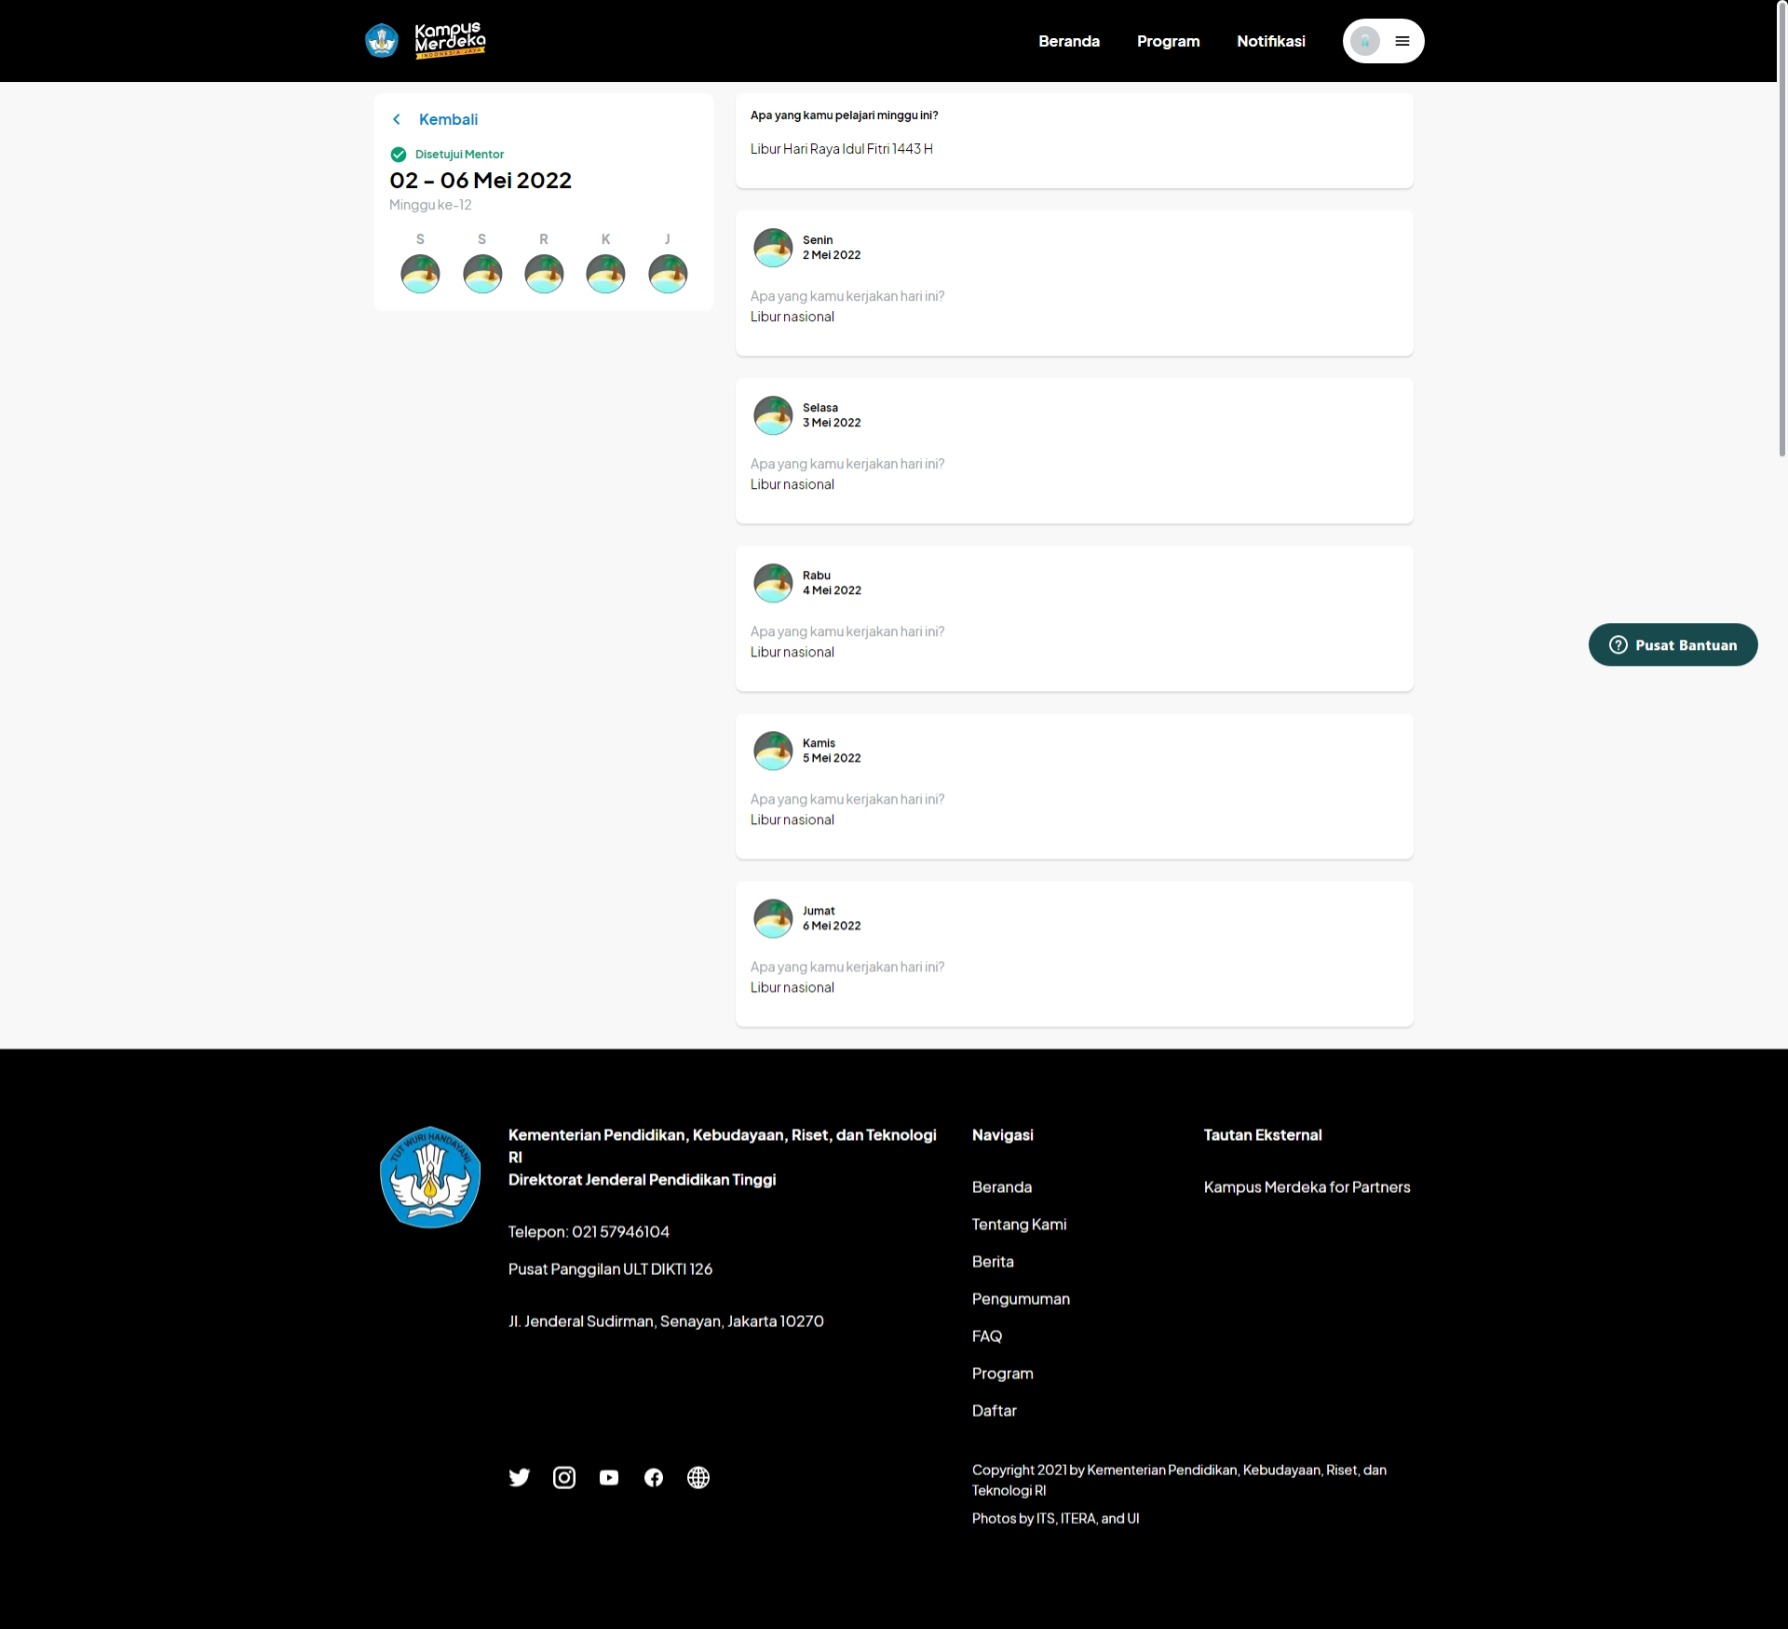 Kampus
Merdeka
INDONESIA JAYA
Beranda
Program
Notifikasi
Kembali
Disetujui Mentor
02 – 06 Mei 2022
Minggu ke-12
S S R K J
Apa yang kamu pelajari minggu ini?
Libur Hari Raya Idul Fitri 1443 H
Senin
2 Mei 2022
Apa yang kamu kerjakan hari ini?
Libur nasional
Selasa
3 Mei 2022
Apa yang kamu kerjakan hari ini?
Libur nasional
Rabu
4 Mei 2022
Apa yang kamu kerjakan hari ini?
Libur nasional
Kamis
5 Mei 2022
Apa yang kamu kerjakan hari ini?
Libur nasional
Jumat
6 Mei 2022
Apa yang kamu kerjakan hari ini?
Libur nasional
Pusat Bantuan
TUT WURI HANDAYANI
Kementerian Pendidikan, Kebudayaan, Riset, dan Teknologi
RI
Direktorat Jenderal Pendidikan Tinggi
Telepon: 021 57946104
Pusat Panggilan ULT DIKTI 126
Jl. Jenderal Sudirman, Senayan, Jakarta 10270
Navigasi
Beranda
Tentang Kami
Berita
Pengumuman
FAQ
Program
Daftar
Tautan Eksternal
Kampus Merdeka for Partners
Copyright 2021 by Kementerian Pendidikan, Kebudayaan, Riset, dan
Teknologi RI
Photos by ITS, ITERA, and UI